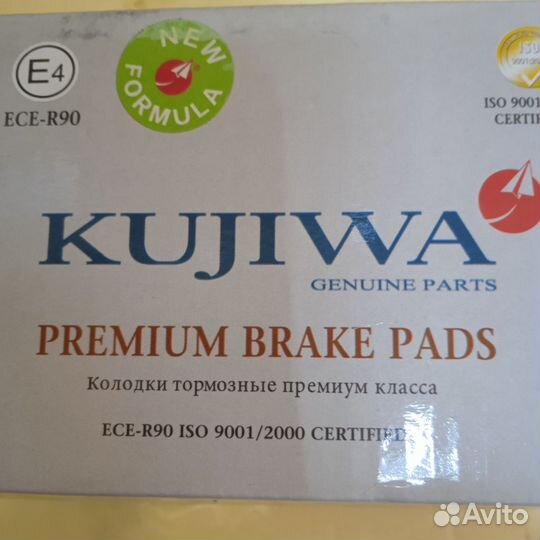 E4
ECE-R90
NEW
FORMULA
ISO
ISO 9001
CERTIF
KUJIWA
GENUINE PARTS
PREMIUM BRAKE PADS
Колодки тормозные премиум класса
ECE-R90 ISO 9001/2000 CERTIFIED
Avito